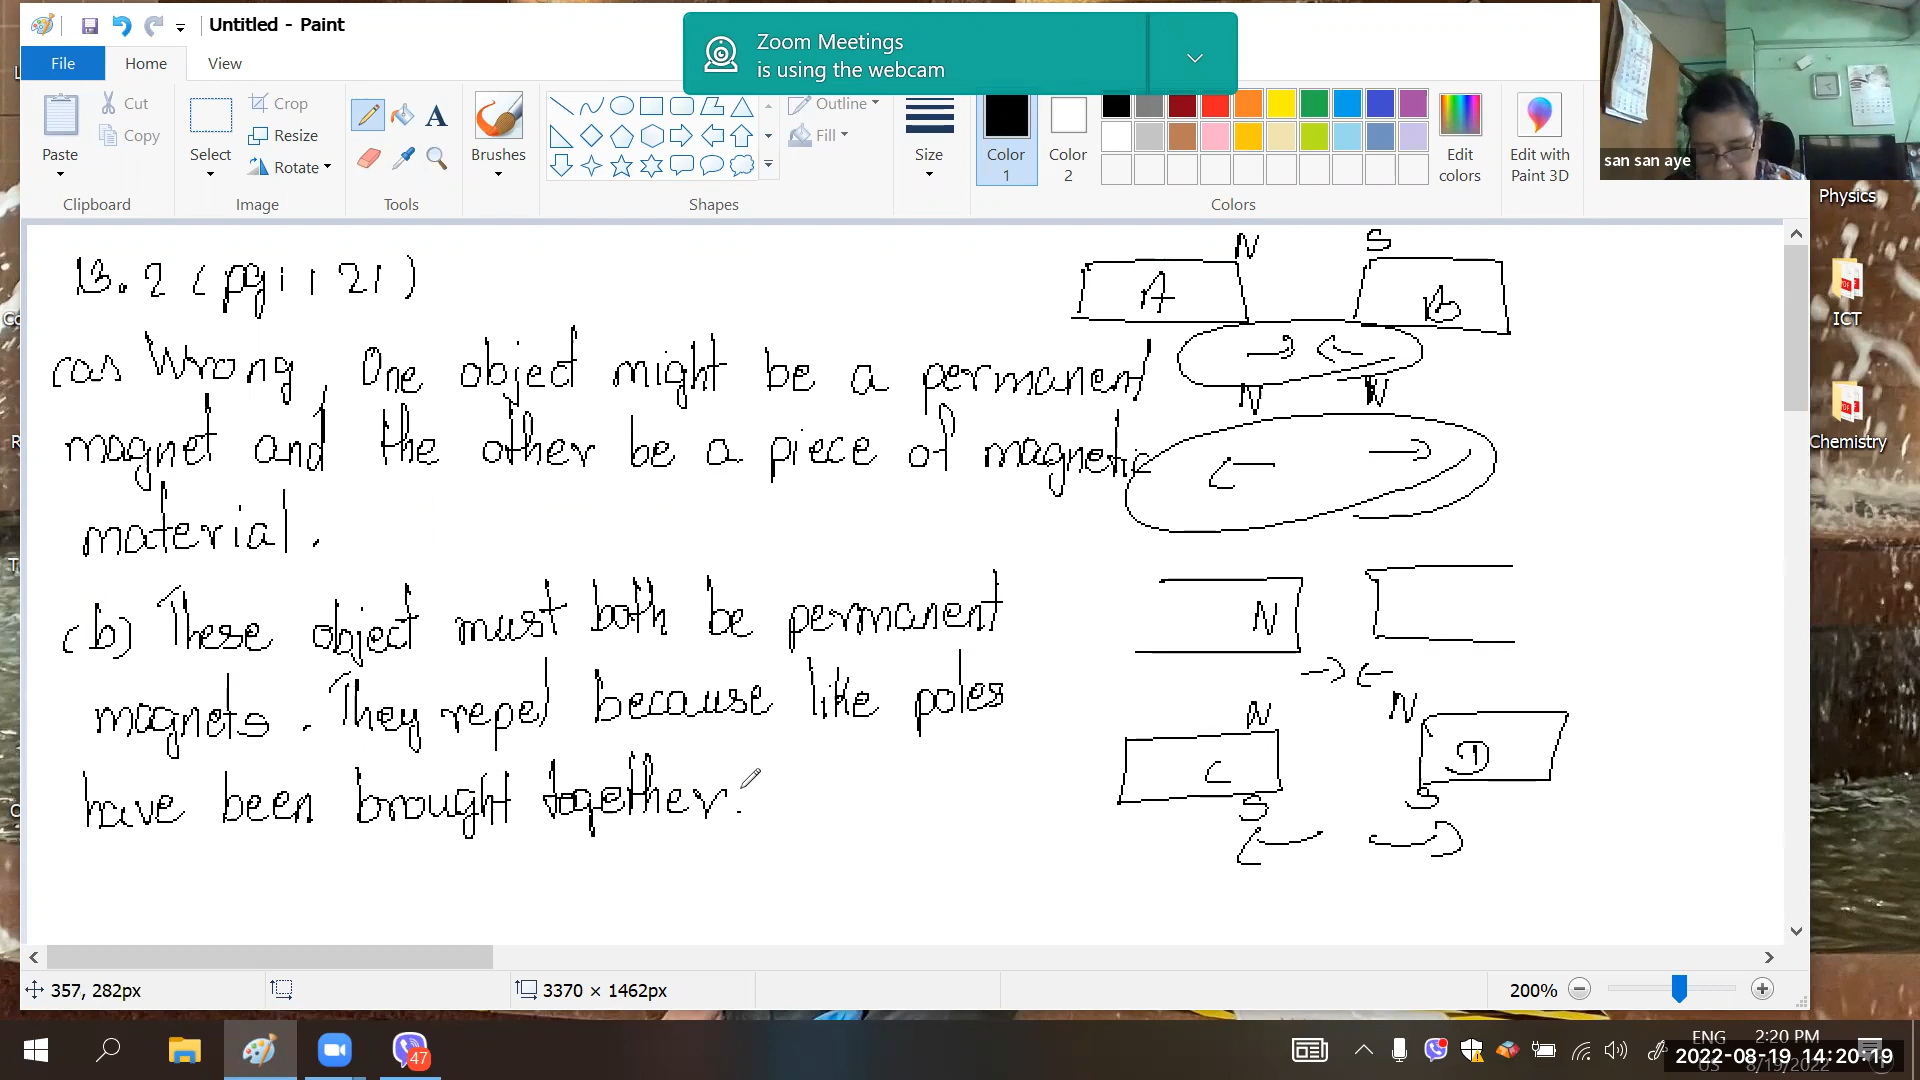 Untitled - Paint
Zoom Meetings
is using the webcam
File
Home
View
Cut
Copy
Paste
Clipboard
Crop
Resize
Rotate
Select
Image
Tools
Brushes
Outline
Fill
Shapes
Size
Color
1
Color
2
Edit
colors
Edit with
Paint 3D
Colors
san san aye
Physics
ICT
Chemistry
13.2 (pg:121)
(a) Wrong, One object might be a permanent
magnet and the other be a piece of magnetic
material.
(b) These object must both be permanent
magnets. They repel because like poles
have been brought together.
N S
A B
N N
N
N N
C D
S S
357, 282px
3370 × 1462px
200%
47
ENG
US
2:20 PM
8/19/2022
2022-08-19 14:20:19